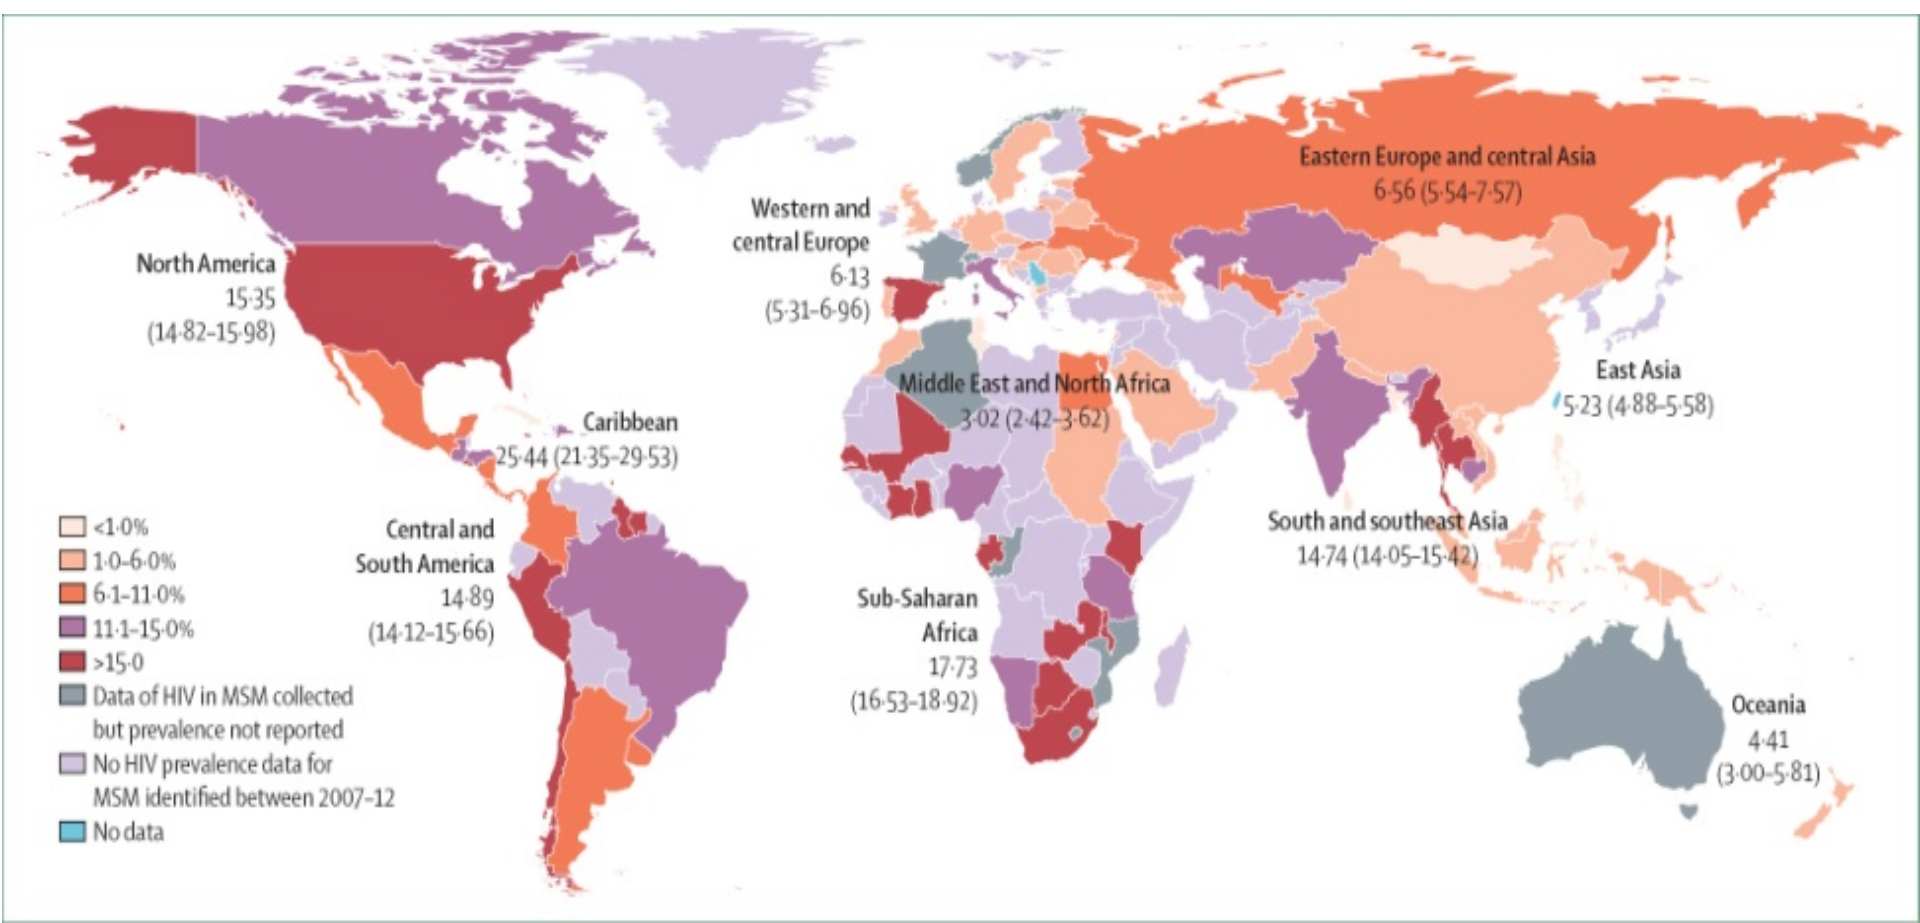 Eastern Europe and central Asia
6·56 (5·54–7·57)
Western and
central Europe
6·13
(5·31–6·96)
North America
15·35
(14·82–15·98)
Middle East and North Africa
3·02 (2·42–3·62)
East Asia
5·23 (4·88–5·58)
Caribbean
25·44 (21·35–29·53)
Central and
South America
14·89
(14·12–15·66)
South and southeast Asia
14·74 (14·05–15·42)
Sub-Saharan
Africa
17·73
(16·53–18·92)
Oceania
4·41
(3·00–5·81)
<1·0%
1·0–6·0%
6·1–11·0%
11·1–15·0%
>15·0
Data of HIV in MSM collected
but prevalence not reported
No HIV prevalence data for
MSM identified between 2007–12
No data